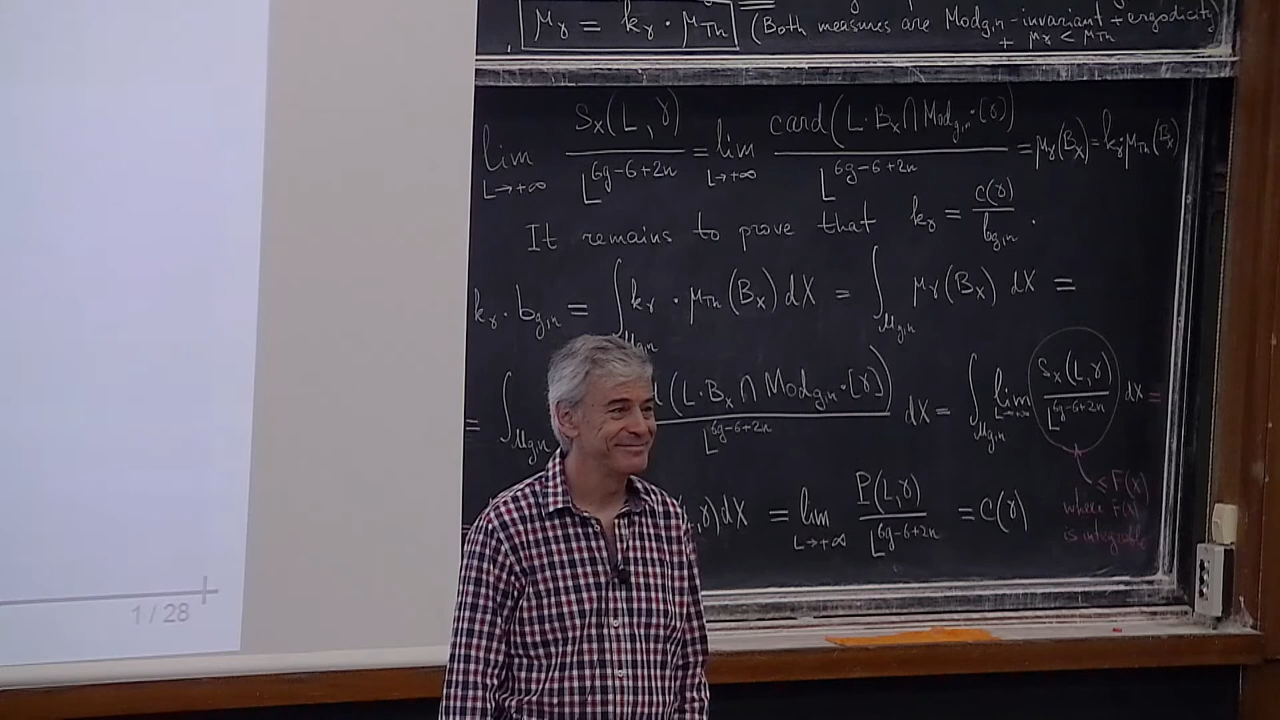 μ_γ = k_γ · μ_Th (Both measures are Mod_{g,n}-invariant + ergodicity)
+ μ_γ < μ_Th
lim_{L→+∞} S_X(L,γ) / L^{6g-6+2n} = lim_{L→+∞} card(L·B_X ∩ Mod_{g,n}·[γ]) / L^{6g-6+2n} = μ_γ(B_X) = k_γ·μ_Th(B_X)
It remains to prove that k_γ = c(γ) / b_{g,n} .
k_γ · b_{g,n} = ∫_{M_{g,n}} k_γ · μ_Th(B_X) dX = ∫_{M_{g,n}} μ_γ(B_X) dX =
= ∫_{M_{g,n}} (L·B_X ∩ Mod_{g,n}·[γ]) / L^{6g-6+2n} dX = ∫_{M_{g,n}} lim_{L→+∞} S_X(L,γ) / L^{6g-6+2n} dX =
,γ) dX = lim_{L→+∞} P(L,γ) / L^{6g-6+2n} = c(γ)
≤ F(X)
where F(X)
is integrable
1 / 28